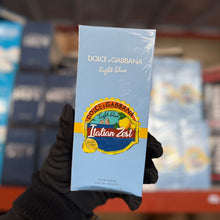 DOLCE & GABBANA
light blue
DOLCE & GABBANA
light blue
Italian Zest